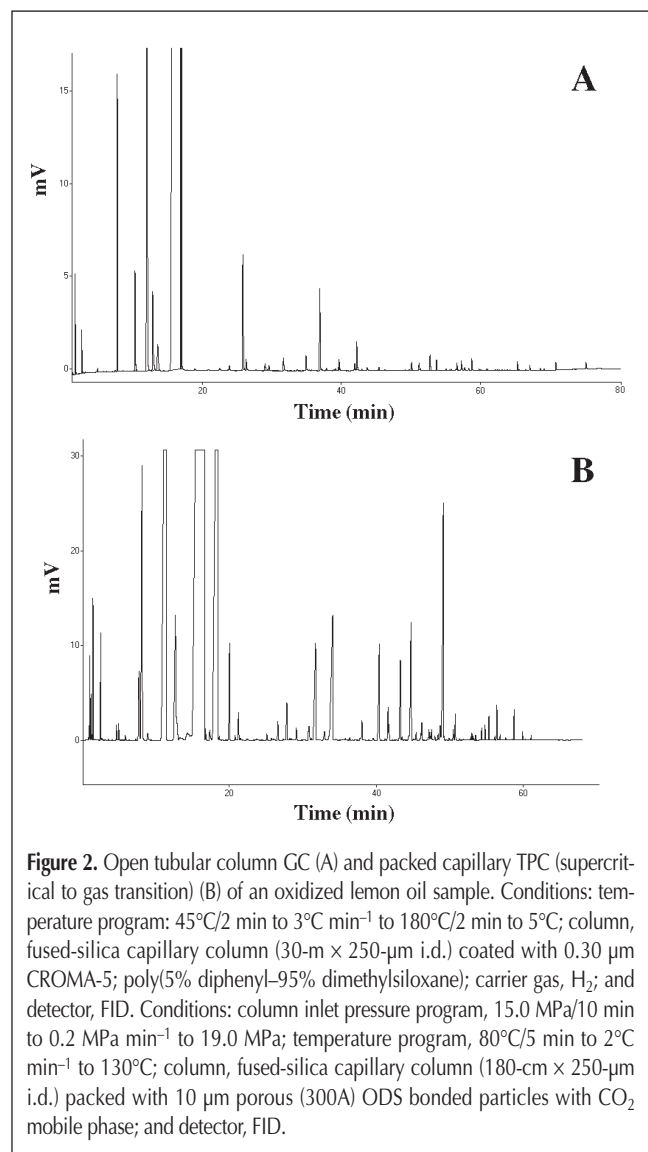 A
15
10
5
0
mV
20 40 60 80
Time (min)
B
30
20
10
0
mV
20 40 60
Time (min)
Figure 2. Open tubular column GC (A) and packed capillary TPC (supercrit-
ical to gas transition) (B) of an oxidized lemon oil sample. Conditions: tem-
perature program: 45°C/2 min to 3°C min⁻¹ to 180°C/2 min to 5°C; column,
fused-silica capillary column (30-m × 250-µm i.d.) coated with 0.30 µm
CROMA-5; poly(5% diphenyl–95% dimethylsiloxane); carrier gas, H₂; and
detector, FID. Conditions: column inlet pressure program, 15.0 MPa/10 min
to 0.2 MPa min⁻¹ to 19.0 MPa; temperature program, 80°C/5 min to 2°C
min⁻¹ to 130°C; column, fused-silica capillary column (180-cm × 250-µm
i.d.) packed with 10 µm porous (300A) ODS bonded particles with CO₂
mobile phase; and detector, FID.